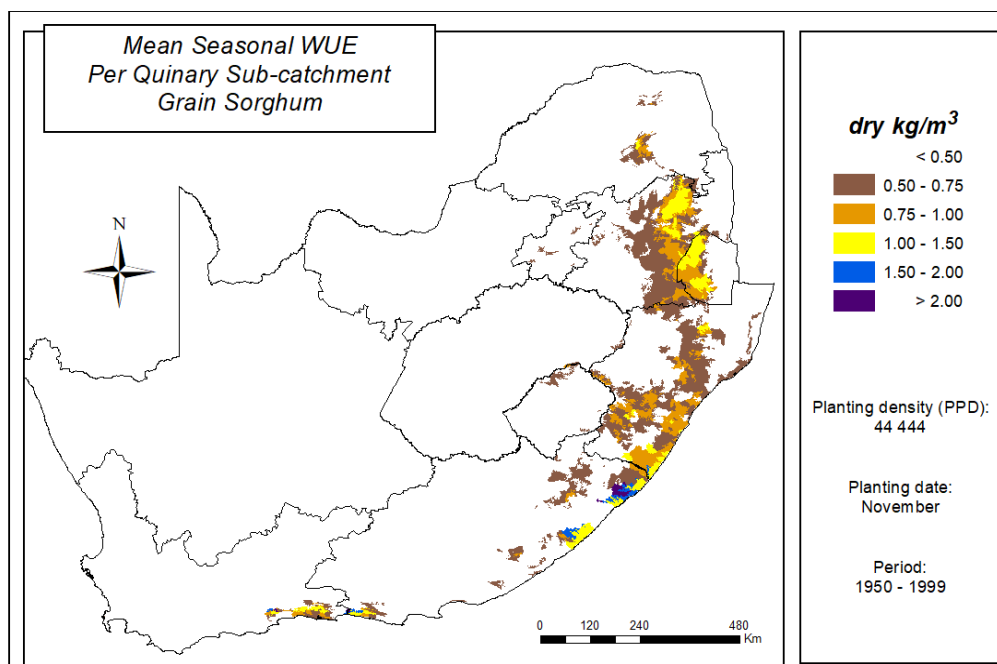 Mean Seasonal WUE
Per Quinary Sub-catchment
Grain Sorghum
N
dry kg/m³
< 0.50
0.50 - 0.75
0.75 - 1.00
1.00 - 1.50
1.50 - 2.00
> 2.00
Planting density (PPD):
44 444
Planting date:
November
Period:
1950 - 1999
0 120 240 480
Km